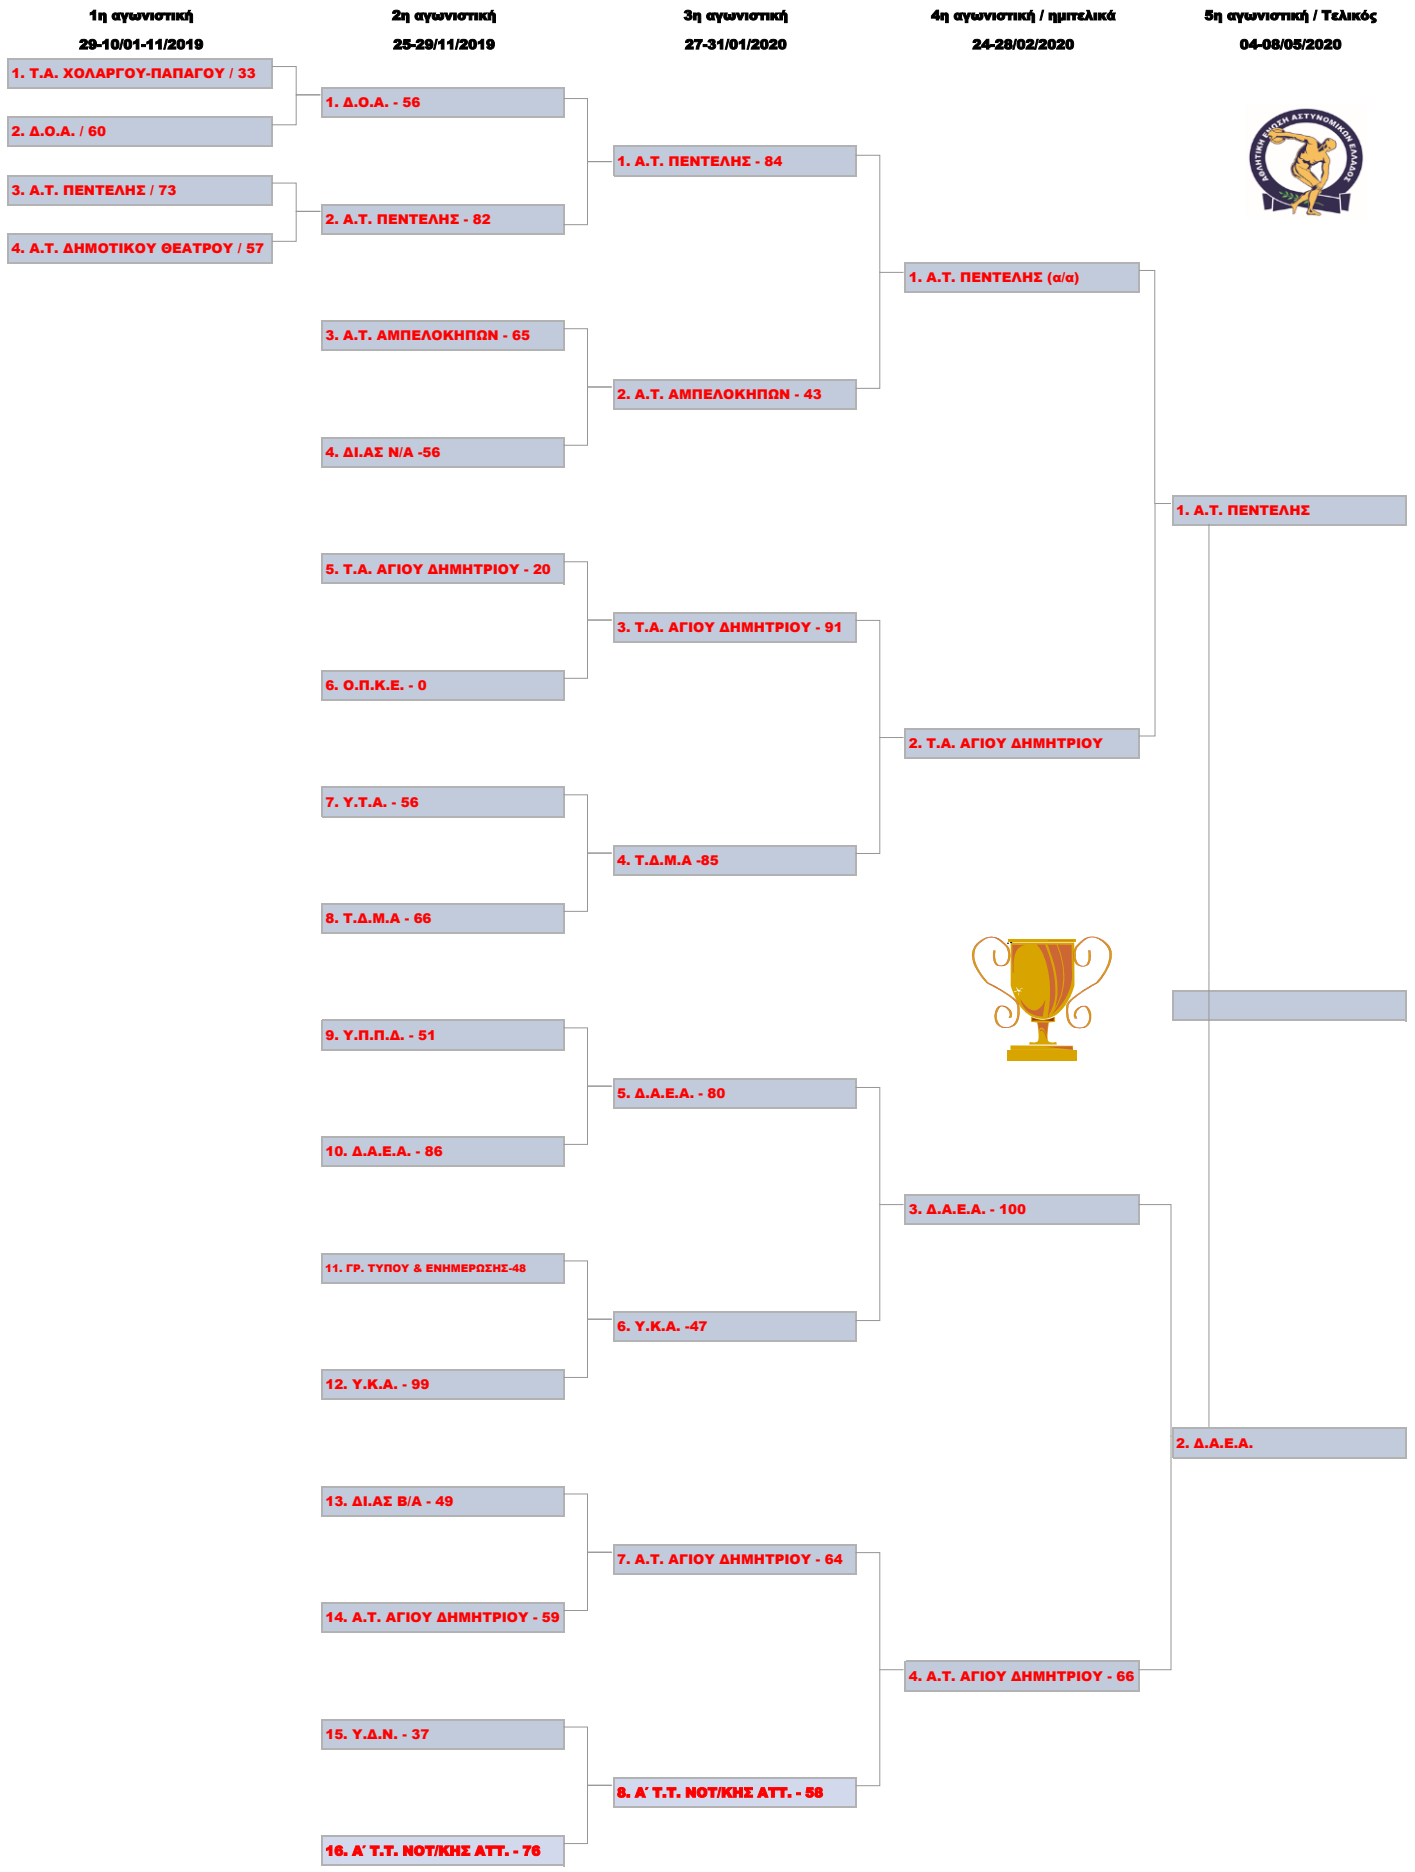 1η αγωνιστική
29-10/01-11/2019
1. Τ.Α. ΧΟΛΑΡΓΟΥ-ΠΑΠΑΓΟΥ / 33
2. Δ.Ο.Α. / 60
3. Α.Τ. ΠΕΝΤΕΛΗΣ / 73
4. Α.Τ. ΔΗΜΟΤΙΚΟΥ ΘΕΑΤΡΟΥ / 57
2η αγωνιστική
25-29/11/2019
1. Δ.Ο.Α. - 56
2. Α.Τ. ΠΕΝΤΕΛΗΣ - 82
3. Α.Τ. ΑΜΠΕΛΟΚΗΠΩΝ - 65
4. ΔΙ.ΑΣ Ν/Α -56
5. Τ.Α. ΑΓΙΟΥ ΔΗΜΗΤΡΙΟΥ - 20
6. Ο.Π.Κ.Ε. - 0
7. Υ.Τ.Α. - 56
8. Τ.Δ.Μ.Α - 66
9. Υ.Π.Π.Δ. - 51
10. Δ.Α.Ε.Α. - 86
11. ΓΡ. ΤΥΠΟΥ & ΕΝΗΜΕΡΩΣΗΣ-48
12. Υ.Κ.Α. - 99
13. ΔΙ.ΑΣ Β/Α - 49
14. Α.Τ. ΑΓΙΟΥ ΔΗΜΗΤΡΙΟΥ - 59
15. Υ.Δ.Ν. - 37
16. Α΄ Τ.Τ. ΝΟΤ/ΚΗΣ ΑΤΤ. - 76
3η αγωνιστική
27-31/01/2020
1. Α.Τ. ΠΕΝΤΕΛΗΣ - 84
2. Α.Τ. ΑΜΠΕΛΟΚΗΠΩΝ - 43
3. Τ.Α. ΑΓΙΟΥ ΔΗΜΗΤΡΙΟΥ - 91
4. Τ.Δ.Μ.Α -85
5. Δ.Α.Ε.Α. - 80
6. Υ.Κ.Α. -47
7. Α.Τ. ΑΓΙΟΥ ΔΗΜΗΤΡΙΟΥ - 64
8. Α΄ Τ.Τ. ΝΟΤ/ΚΗΣ ΑΤΤ. - 58
4η αγωνιστική / ημιτελικά
24-28/02/2020
1. Α.Τ. ΠΕΝΤΕΛΗΣ (α/α)
2. Τ.Α. ΑΓΙΟΥ ΔΗΜΗΤΡΙΟΥ
3. Δ.Α.Ε.Α. - 100
4. Α.Τ. ΑΓΙΟΥ ΔΗΜΗΤΡΙΟΥ - 66
5η αγωνιστική / Τελικός
04-08/05/2020
ΑΘΛΗΤΙΚΗ ΕΝΩΣΗ ΑΣΤΥΝΟΜΙΚΩΝ ΕΛΛΑΔΟΣ
1. Α.Τ. ΠΕΝΤΕΛΗΣ
2. Δ.Α.Ε.Α.